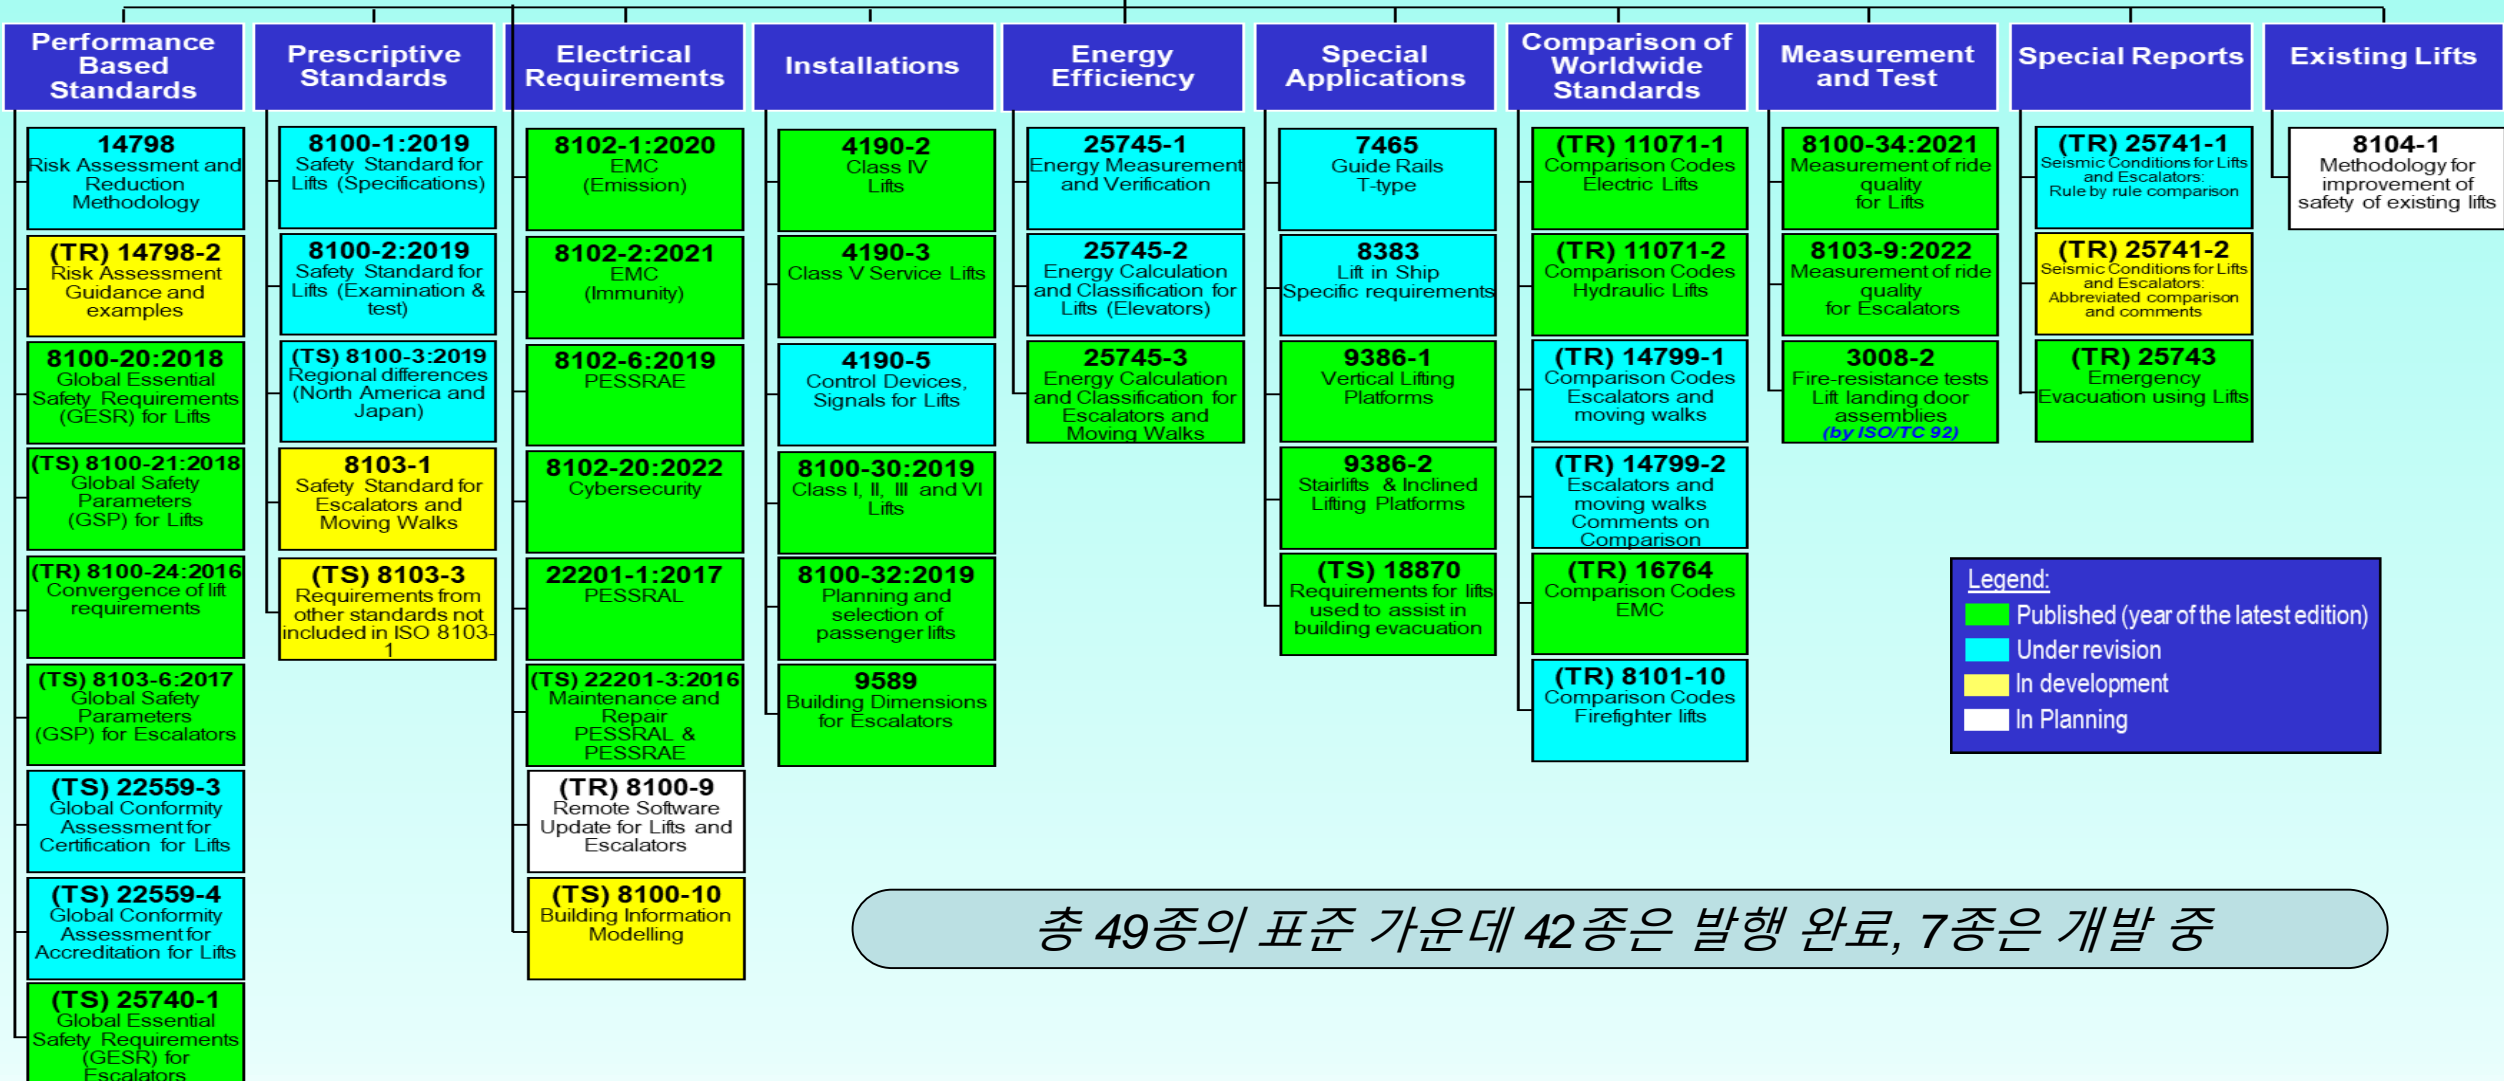 Performance
Based
Standards
14798
Risk Assessment and
Reduction
Methodology
(TR) 14798-2
Risk Assessment
Guidance and
examples
8100-20:2018
Global Essential
Safety Requirements
(GESR) for Lifts
(TS) 8100-21:2018
Global Safety
Parameters
(GSP) for Lifts
(TR) 8100-24:2016
Convergence of lift
requirements
(TS) 8103-6:2017
Global Safety
Parameters
(GSP) for Escalators
(TS) 22559-3
Global Conformity
Assessment for
Certification for Lifts
(TS) 22559-4
Global Conformity
Assessment for
Accreditation for Lifts
(TS) 25740-1
Global Essential
Safety Requirements
(GESR) for
Escalators
Prescriptive
Standards
8100-1:2019
Safety Standard for
Lifts (Specifications)
8100-2:2019
Safety Standard for
Lifts (Examination &
test)
(TS) 8100-3:2019
Regional differences
(North America and
Japan)
8103-1
Safety Standard for
Escalators and
Moving Walks
(TS) 8103-3
Requirements from
other standards not
included in ISO 8103-
1
Electrical
Requirements
8102-1:2020
EMC
(Emission)
8102-2:2021
EMC
(Immunity)
8102-6:2019
PESSRAE
8102-20:2022
Cybersecurity
22201-1:2017
PESSRAL
(TS) 22201-3:2016
Maintenance and
Repair
PESSRAL &
PESSRAE
(TR) 8100-9
Remote Software
Update for Lifts and
Escalators
(TS) 8100-10
Building Information
Modelling
Installations
4190-2
Class IV
Lifts
4190-3
Class V Service Lifts
4190-5
Control Devices,
Signals for Lifts
8100-30:2019
Class I, II, III and VI
Lifts
8100-32:2019
Planning and
selection of
passenger lifts
9589
Building Dimensions
for Escalators
Energy
Efficiency
25745-1
Energy Measurement
and Verification
25745-2
Energy Calculation
and Classification for
Lifts (Elevators)
25745-3
Energy Calculation
and Classification for
Escalators and
Moving Walks
Special
Applications
7465
Guide Rails
T-type
8383
Lift in Ship
Specific requirements
9386-1
Vertical Lifting
Platforms
9386-2
Stairlifts & Inclined
Lifting Platforms
(TS) 18870
Requirements for lifts
used to assist in
building evacuation
Comparison of
Worldwide
Standards
(TR) 11071-1
Comparison Codes
Electric Lifts
(TR) 11071-2
Comparison Codes
Hydraulic Lifts
(TR) 14799-1
Comparison Codes
Escalators and
moving walks
(TR) 14799-2
Escalators and
moving walks
Comments on
Comparison
(TR) 16764
Comparison Codes
EMC
(TR) 8101-10
Comparison Codes
Firefighter lifts
Measurement
and Test
8100-34:2021
Measurement of ride
quality
for Lifts
8103-9:2022
Measurement of ride
quality
for Escalators
3008-2
Fire-resistance tests
Lift landing door
assemblies
(by ISO/TC 92)
Special Reports
(TR) 25741-1
Seismic Conditions for Lifts
and Escalators:
Rule by rule comparison
(TR) 25741-2
Seismic Conditions for Lifts
and Escalators:
Abbreviated comparison
and comments
(TR) 25743
Emergency
Evacuation using Lifts
Existing Lifts
8104-1
Methodology for
improvement of
safety of existing lifts
Legend:
Published (year of the latest edition)
Under revision
In development
In Planning
총 49종의 표준 가운데 42종은 발행 완료, 7종은 개발 중